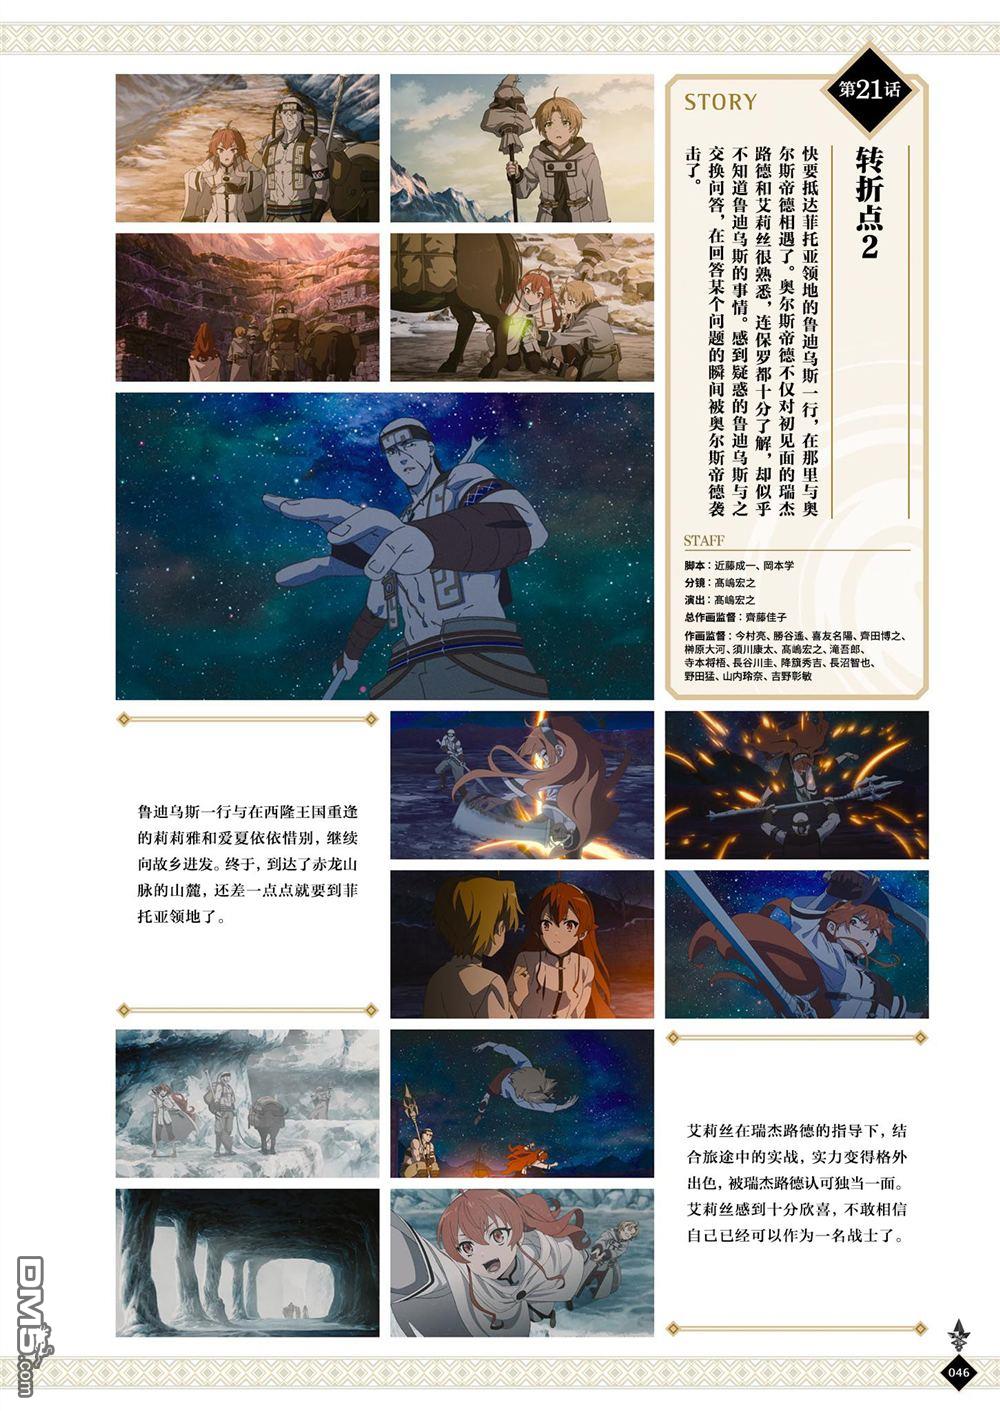 第21话
STORY
转折点2
快要抵达菲托亚领地的鲁迪乌斯一行，在那里与奥
尔斯帝德相遇了。奥尔斯帝德不仅对初见面的瑞杰
路德和艾莉丝很熟悉，连保罗都十分了解，却似乎
不知道鲁迪乌斯的事情。感到疑惑的鲁迪乌斯与之
交换问答，在回答某个问题的瞬间被奥尔斯帝德袭
击了。
STAFF
脚本：近藤成一、岡本学
分镜：髙嶋宏之
演出：髙嶋宏之
总作画监督：齊藤佳子
作画监督：今村亮、勝谷遙、喜友名陽、齊田博之、
榊原大河、須川康太、髙嶋宏之、滝吾郎、
寺本将梧、長谷川圭、降旗秀吉、長沼智也、
野田猛、山内玲奈、吉野彰敏
鲁迪乌斯一行与在西隆王国重逢
的莉莉雅和爱夏依依惜别，继续
向故乡进发。终于，到达了赤龙山
脉的山麓，还差一点点就要到菲
托亚领地了。
艾莉丝在瑞杰路德的指导下，结
合旅途中的实战，实力变得格外
出色，被瑞杰路德认可独当一面。
艾莉丝感到十分欣喜，不敢相信
自己已经可以作为一名战士了。
DM5.com
046